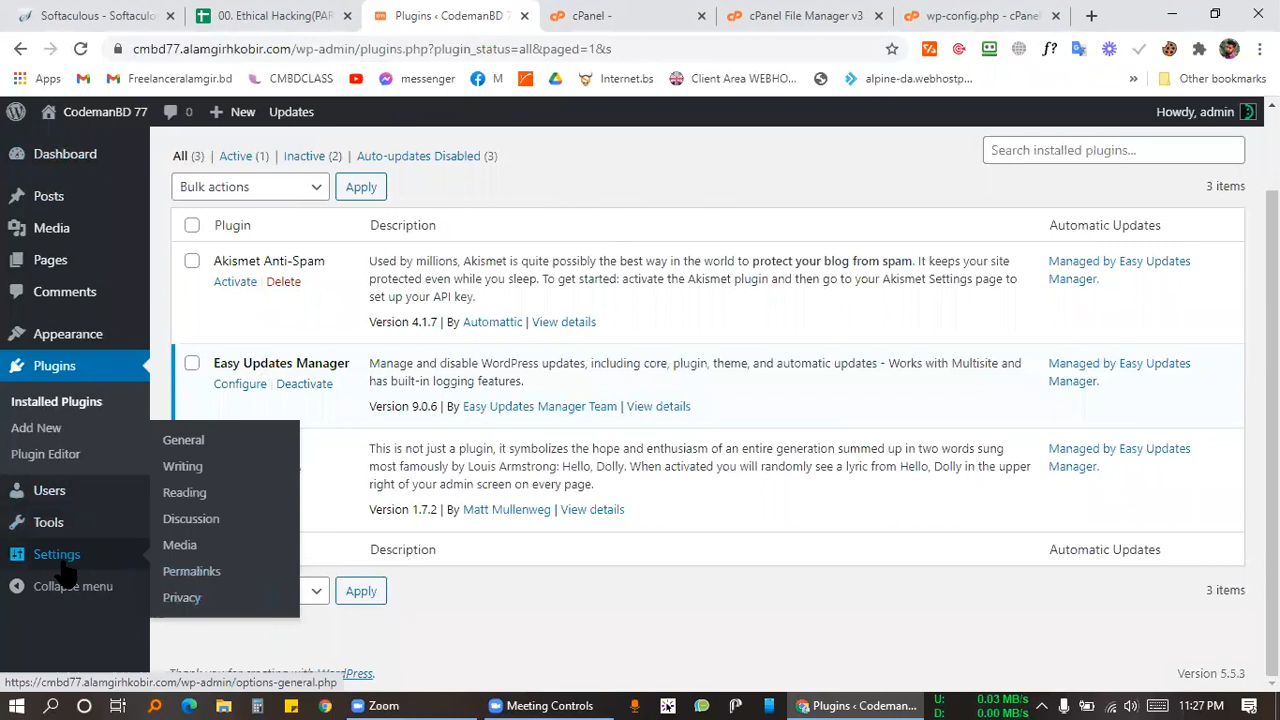 Softaculous - Softaculou
00. Ethical Hacking(PAR
Plugins ‹ CodemanBD 7
cPanel -
cPanel File Manager v3
wp-config.php - cPanel
cmbd77.alamgirhkobir.com/wp-admin/plugins.php?plugin_status=all&paged=1&s
Apps
Freelanceralamgir.bd
CMBDCLASS
messenger
M
Internet.bs
Client Area WEBHO...
alpine-da.webhostp...
Other bookmarks
CodemanBD 77
0
New
Updates
Howdy, admin
Dashboard
Posts
Media
Pages
Comments
Appearance
Plugins
Installed Plugins
Add New
Plugin Editor
Users
Tools
Settings
Collapse menu
General
Writing
Reading
Discussion
Media
Permalinks
Privacy
All (3) | Active (1) | Inactive (2) | Auto-updates Disabled (3)
Search installed plugins...
Bulk actions
Apply
3 items
Plugin
Description
Automatic Updates
Akismet Anti-Spam
Activate | Delete
Used by millions, Akismet is quite possibly the best way in the world to protect your blog from spam. It keeps your site
protected even while you sleep. To get started: activate the Akismet plugin and then go to your Akismet Settings page to
set up your API key.
Version 4.1.7 | By Automattic | View details
Managed by Easy Updates
Manager.
Easy Updates Manager
Configure | Deactivate
Manage and disable WordPress updates, including core, plugin, theme, and automatic updates - Works with Multisite and
has built-in logging features.
Version 9.0.6 | By Easy Updates Manager Team | View details
Managed by Easy Updates
Manager.
This is not just a plugin, it symbolizes the hope and enthusiasm of an entire generation summed up in two words sung
most famously by Louis Armstrong: Hello, Dolly. When activated you will randomly see a lyric from Hello, Dolly in the upper
right of your admin screen on every page.
Version 1.7.2 | By Matt Mullenweg | View details
Managed by Easy Updates
Manager.
Description
Automatic Updates
Apply
3 items
Thank you for creating with WordPress.
Version 5.5.3
https://cmbd77.alamgirhkobir.com/wp-admin/options-general.php
Zoom
Meeting Controls
Plugins ‹ Codeman...
U: 0.03 MB/s
D: 0.00 MB/s
11:27 PM